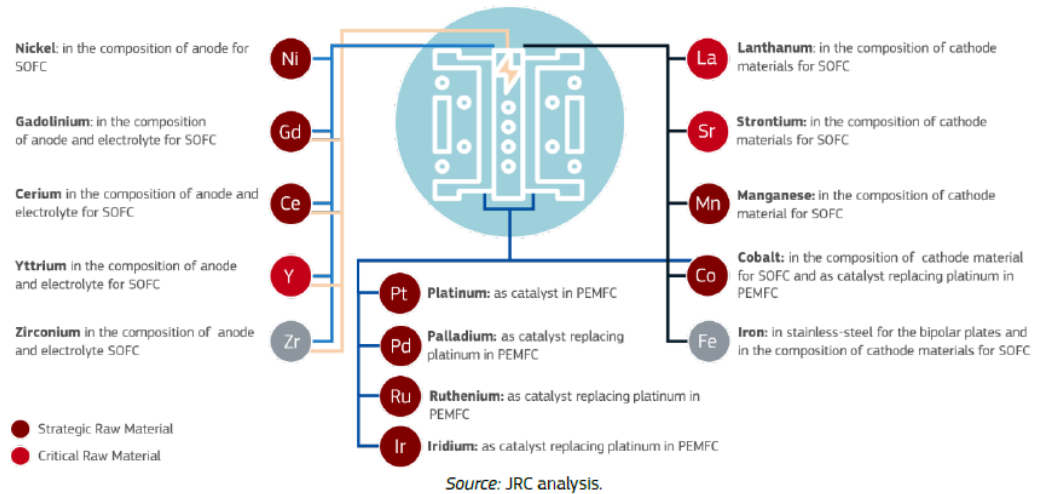 Nickel: in the composition of anode for
SOFC
Ni
Gadolinium: in the composition
of anode and electrolyte for SOFC
Gd
Cerium in the composition of anode and
electrolyte for SOFC
Ce
Yttrium in the composition of anode
and electrolyte for SOFC
Y
Zirconium in the composition of anode
and electrolyte SOFC
Zr
Strategic Raw Material
Critical Raw Material
Pt
Platinum: as catalyst in PEMFC
Pd
Palladium: as catalyst replacing
platinum in PEMFC
Ru
Ruthenium: as catalyst replacing platinum in
PEMFC
Ir
Iridium: as catalyst replacing platinum in PEMFC
La
Lanthanum: in the composition of cathode
materials for SOFC
Sr
Strontium: in the composition of cathode
materials for SOFC
Mn
Manganese: in the composition of cathode
material for SOFC
Co
Cobalt: in the composition of cathode material
for SOFC and as catalyst replacing platinum in
PEMFC
Fe
Iron: in stainless-steel for the bipolar plates and
in the composition of cathode materials for SOFC
Source: JRC analysis.